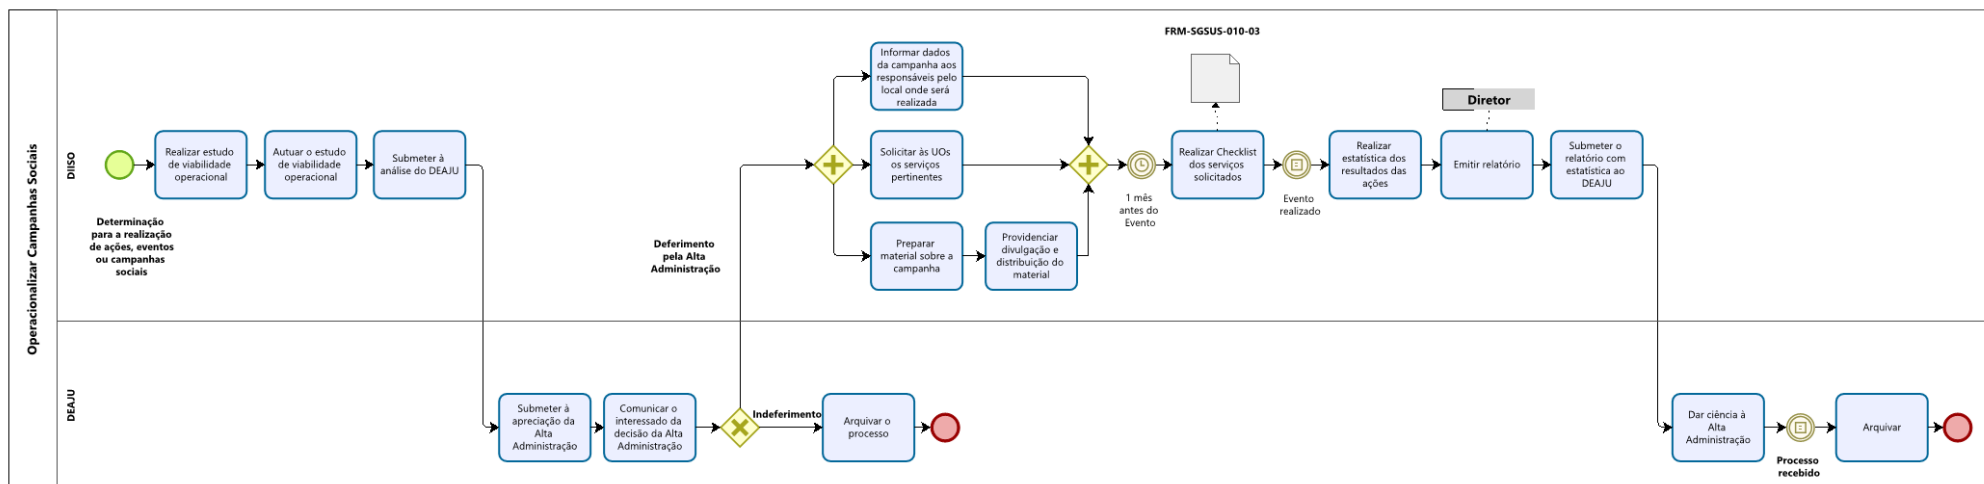 Operacionalizar Campanhas Sociais
DIISO
Determinação
para a realização
de ações, eventos
ou campanhas
sociais
Realizar estudo
de viabilidade
operacional
Autuar o estudo
de viabilidade
operacional
Submeter à
análise do DEAJU
Deferimento
pela Alta
Administração
Informar dados
da campanha aos
responsáveis pelo
local onde será
realizada
Solicitar às UOs
os serviços
pertinentes
Preparar
material sobre a
campanha
Providenciar
divulgação e
distribuição do
material
1 mês
antes do
Evento
FRM-SGSUS-010-03
Realizar Checklist
dos serviços
solicitados
Evento
realizado
Realizar
estatística dos
resultados das
ações
Diretor
Emitir relatório
Submeter o
relatório com
estatística ao
DEAJU
DEAJU
Submeter à
apreciação da
Alta
Administração
Comunicar o
interessado da
decisão da Alta
Administração
Indeferimento
Arquivar o
processo
Dar ciência à
Alta
Administração
Processo
recebido
Arquivar